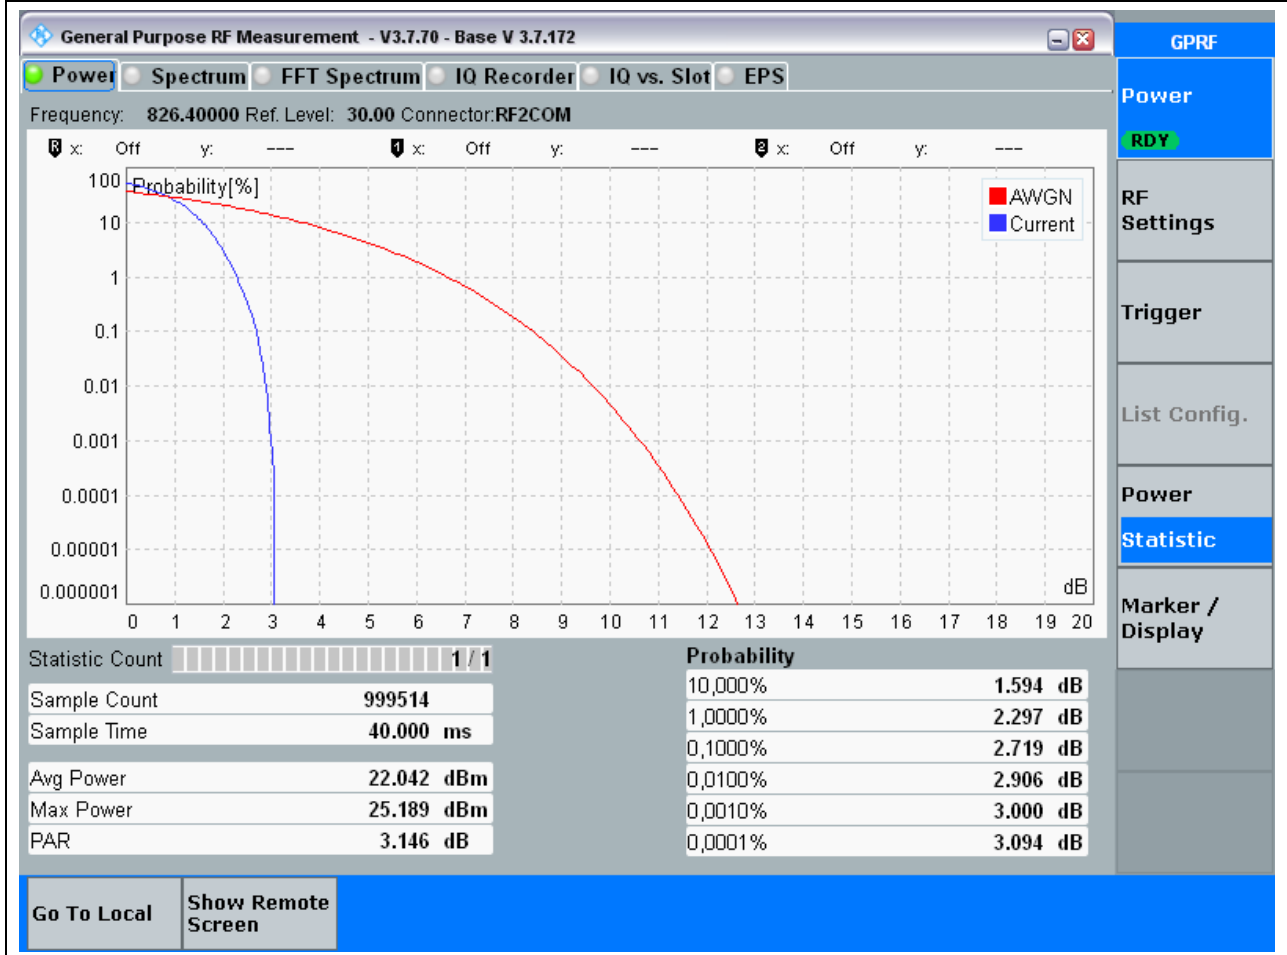 General Purpose RF Measurement - V3.7.70 - Base V 3.7.172
GPRF
Power Spectrum FFT Spectrum IQ Recorder IQ vs. Slot EPS
Frequency: 826.40000 Ref. Level: 30.00 Connector:RF2COM
Power
RDY
R x: Off y: --- 1 x: Off y: --- 2 x: Off y: ---
Probability[%]
AWGN
Current
100
10
1
0.1
0.01
0.001
0.0001
0.00001
0.000001
dB
0 1 2 3 4 5 6 7 8 9 10 11 12 13 14 15 16 17 18 19 20
RF
Settings
Trigger
List Config.
Power
Statistic
Marker /
Display
Statistic Count 1 / 1
Sample Count 999514
Sample Time 40.000 ms
Avg Power 22.042 dBm
Max Power 25.189 dBm
PAR 3.146 dB
Probability
10,000% 1.594 dB
1,0000% 2.297 dB
0,1000% 2.719 dB
0,0100% 2.906 dB
0,0010% 3.000 dB
0,0001% 3.094 dB
Go To Local
Show Remote
Screen